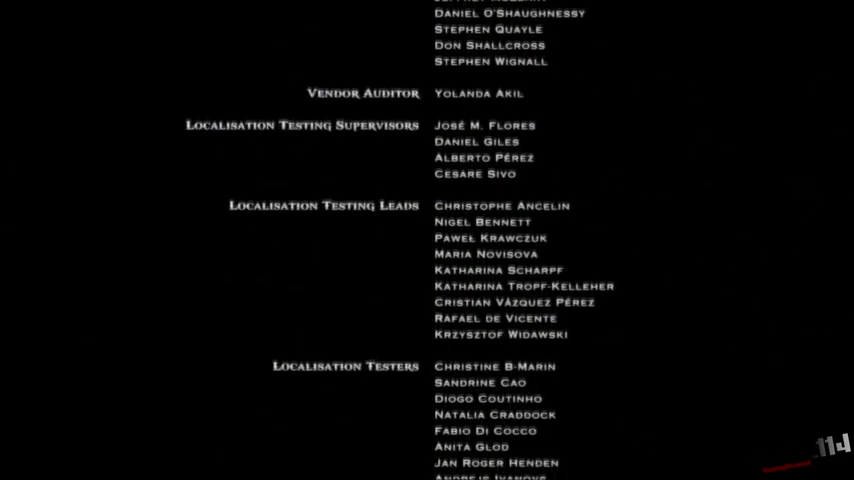 Daniel O'Shaughnessy
Stephen Quayle
Don Shallcross
Stephen Wignall
Vendor Auditor Yolanda Akil
Localisation Testing Supervisors José M. Flores
Daniel Giles
Alberto Pérez
Cesare Sivo
Localisation Testing Leads Christophe Ancelin
Nigel Bennett
Paweł Krawczuk
Maria Novisova
Katharina Scharpf
Katharina Tropf-Kelleher
Cristian Vázquez Pérez
Rafael de Vicente
Krzysztof Widawski
Localisation Testers Christine B-Marin
Sandrine Cao
Diogo Coutinho
Natalia Craddock
Fabio Di Cocco
Anita Glod
Jan Roger Henden